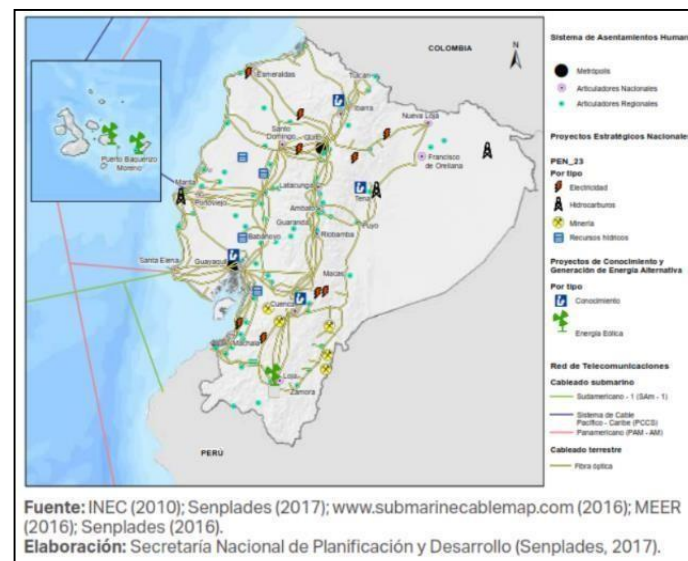 COLOMBIA
N
Esmeraldas
Tulcán
Ibarra
Nueva Loja
Santo
Domingo
Quito
Francisco
de Orellana
Puerto Baquerizo
Moreno
Manta
Portoviejo
Latacunga
Tena
Ambato
Guaranda
Puyo
Babahoyo
Riobamba
Santa Elena
Guayaquil
Macas
Cuenca
Machala
Loja
Zamora
PERÚ
Sistema de Asentamientos Human
Metrópolis
Articuladores Nacionales
Articuladores Regionales
Proyectos Estratégicos Nacionales
PEN_23
Por tipo
Electricidad
Hidrocarburos
Minería
Recursos hídricos
Proyectos de Conocimiento y
Generación de Energía Alternativa
Por tipo
Conocimiento
Energía Eólica
Red de Telecomunicaciones
Cableado submarino
Sudamericano - 1 (SAm - 1)
Sistema de Cable
Pacífico - Caribe (PCCS)
Panamericano (PAM - AM)
Cableado terrestre
Fibra óptica
Fuente: INEC (2010); Senplades (2017); www.submarinecablemap.com (2016); MEER
(2016); Senplades (2016).
Elaboración: Secretaría Nacional de Planificación y Desarrollo (Senplades, 2017).